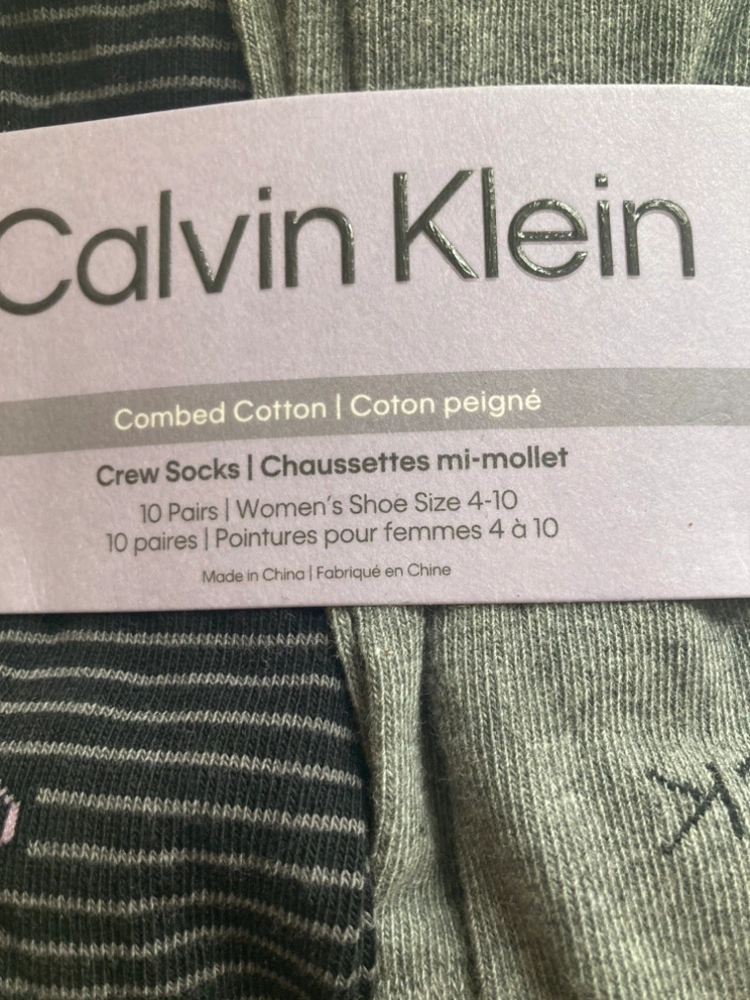 Calvin Klein
Combed Cotton | Coton peigné
Crew Socks | Chaussettes mi-mollet
10 Pairs | Women's Shoe Size 4-10
10 paires | Pointures pour femmes 4 à 10
Made in China | Fabriqué en Chine